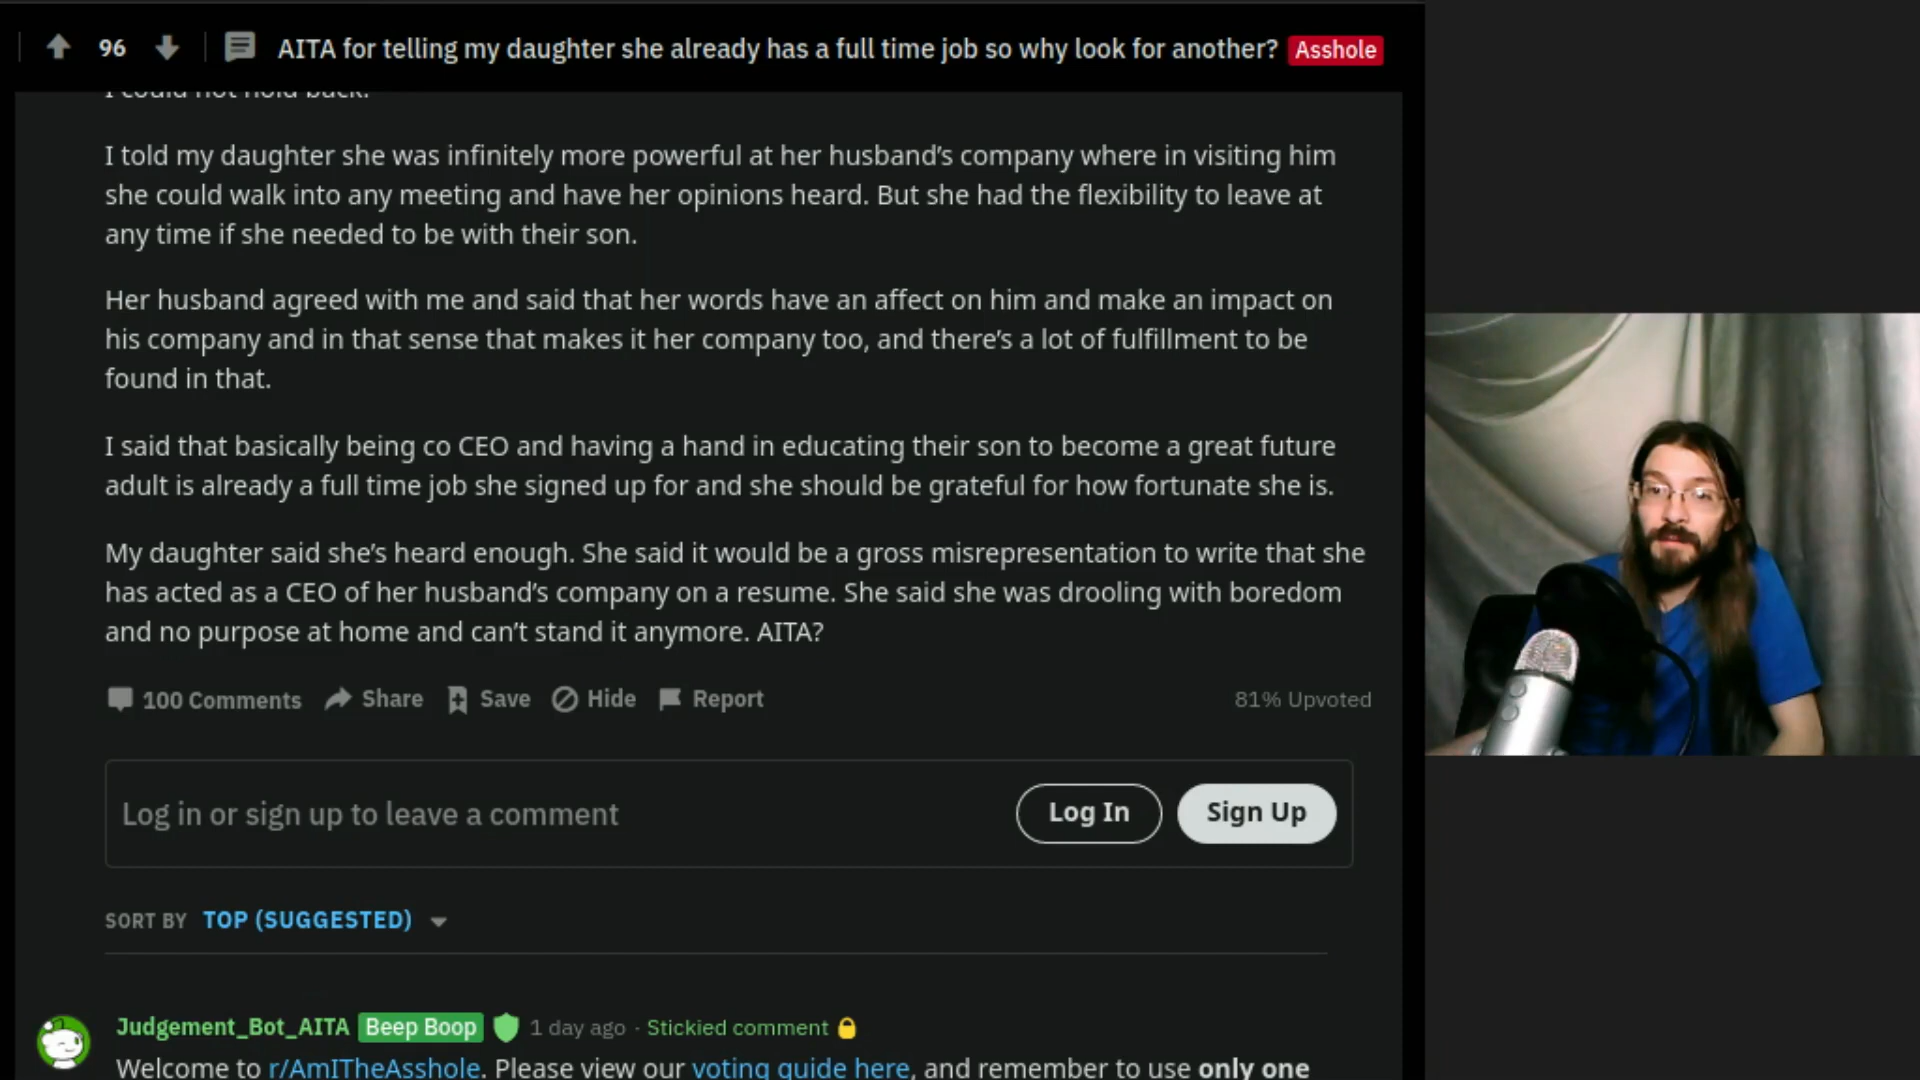 96 AITA for telling my daughter she already has a full time job so why look for another? Asshole
I could not hold back.
I told my daughter she was infinitely more powerful at her husband’s company where in visiting him
she could walk into any meeting and have her opinions heard. But she had the flexibility to leave at
any time if she needed to be with their son.
Her husband agreed with me and said that her words have an affect on him and make an impact on
his company and in that sense that makes it her company too, and there’s a lot of fulfillment to be
found in that.
I said that basically being co CEO and having a hand in educating their son to become a great future
adult is already a full time job she signed up for and she should be grateful for how fortunate she is.
My daughter said she’s heard enough. She said it would be a gross misrepresentation to write that she
has acted as a CEO of her husband’s company on a resume. She said she was drooling with boredom
and no purpose at home and can’t stand it anymore. AITA?
100 Comments Share Save Hide Report 81% Upvoted
Log in or sign up to leave a comment Log In Sign Up
SORT BY TOP (SUGGESTED)
Judgement_Bot_AITA Beep Boop 1 day ago · Stickied comment
Welcome to r/AmITheAsshole. Please view our voting guide here, and remember to use only one